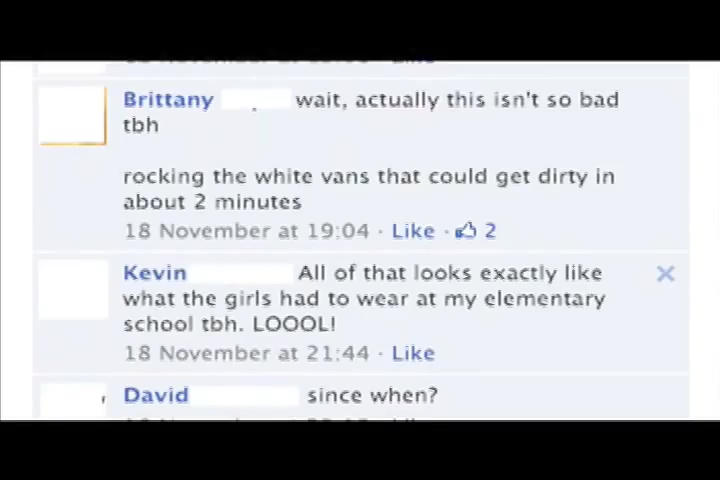 Brittany wait, actually this isn't so bad
tbh
rocking the white vans that could get dirty in
about 2 minutes
18 November at 19:04 · Like · 2
Kevin All of that looks exactly like
what the girls had to wear at my elementary
school tbh. LOOOL!
18 November at 21:44 · Like
David since when?